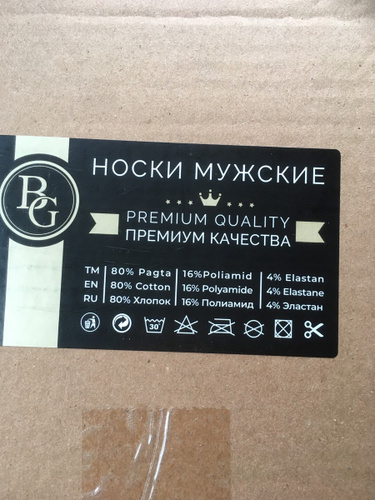 BG
НОСКИ МУЖСКИЕ
PREMIUM QUALITY
ПРЕМИУМ КАЧЕСТВА
TM 80% Pagta 16%Poliamid 4% Elastan
EN 80% Cotton 16% Polyamide 4% Elastane
RU 80% Хлопок 16% Полиамид 4% Эластан
30